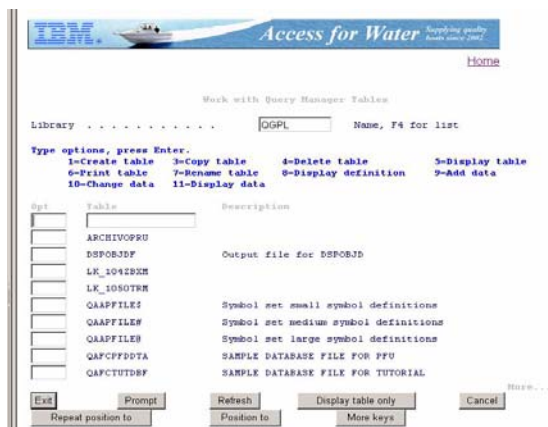 IBM. Access for Water Supplying quality
boats since 2002
Home
Work with Query Manager Tables
Library . . . . . . . . . . . QGPL Name, F4 for list
Type options, press Enter.
1=Create table 3=Copy table 4=Delete table 5=Display table
6=Print table 7=Rename table 8=Display definition 9=Add data
10=Change data 11=Display data
Opt Table Description
ARCHIVOPRU
DSPOBJDF Output file for DSPOBJD
LK_104ZBXM
LK_1050TRM
QAAPFILE$ Symbol set small symbol definitions
QAAPFILE# Symbol set medium symbol definitions
QAAPFILE@ Symbol set large symbol definitions
QAFCPFDDTA SAMPLE DATABASE FILE FOR PFU
QAFCTUTDBF SAMPLE DATABASE FILE FOR TUTORIAL
More...
Exit Prompt Refresh Display table only Cancel
Repeat position to Position to More keys